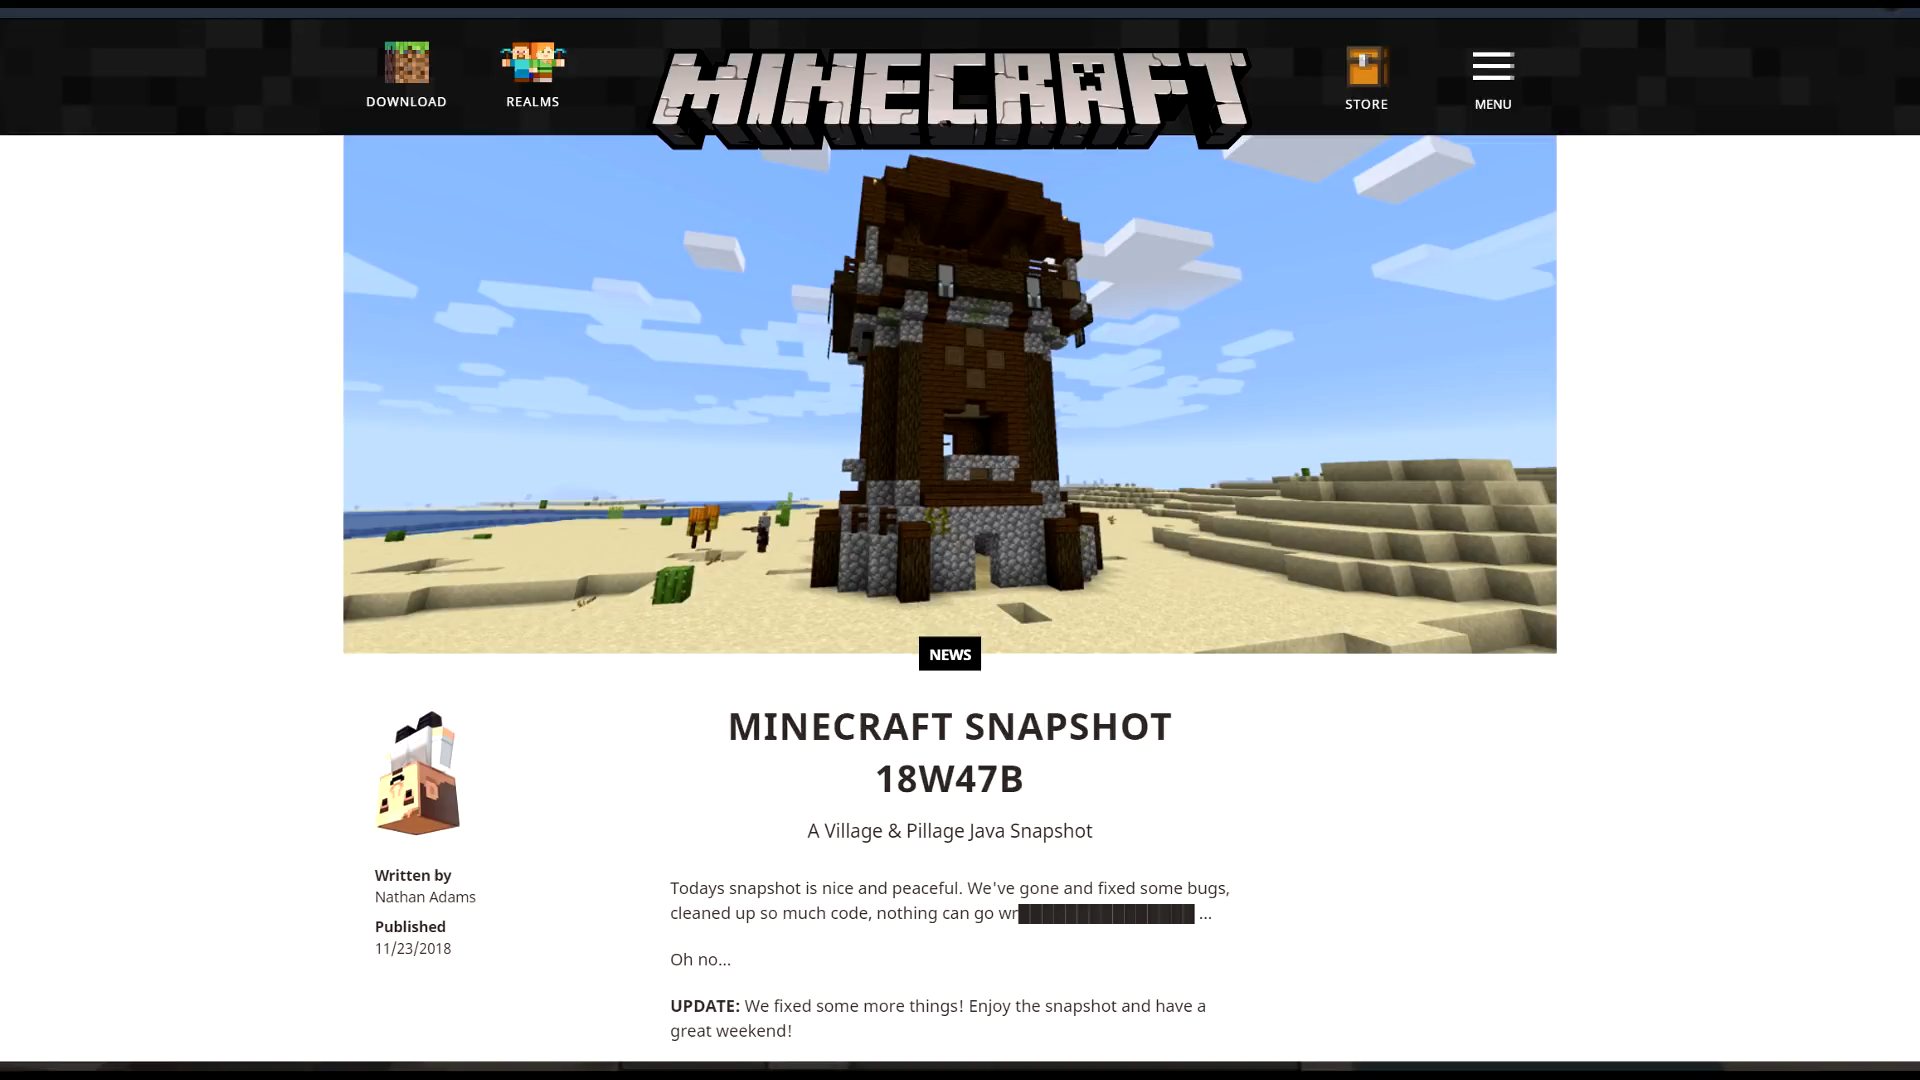 DOWNLOAD
REALMS
MINECRAFT
STORE
MENU
NEWS
MINECRAFT SNAPSHOT
18W47B
A Village & Pillage Java Snapshot
Written by
Nathan Adams
Published
11/23/2018
Todays snapshot is nice and peaceful. We've gone and fixed some bugs,
cleaned up so much code, nothing can go wr███████████████ ...
Oh no...
UPDATE: We fixed some more things! Enjoy the snapshot and have a
great weekend!